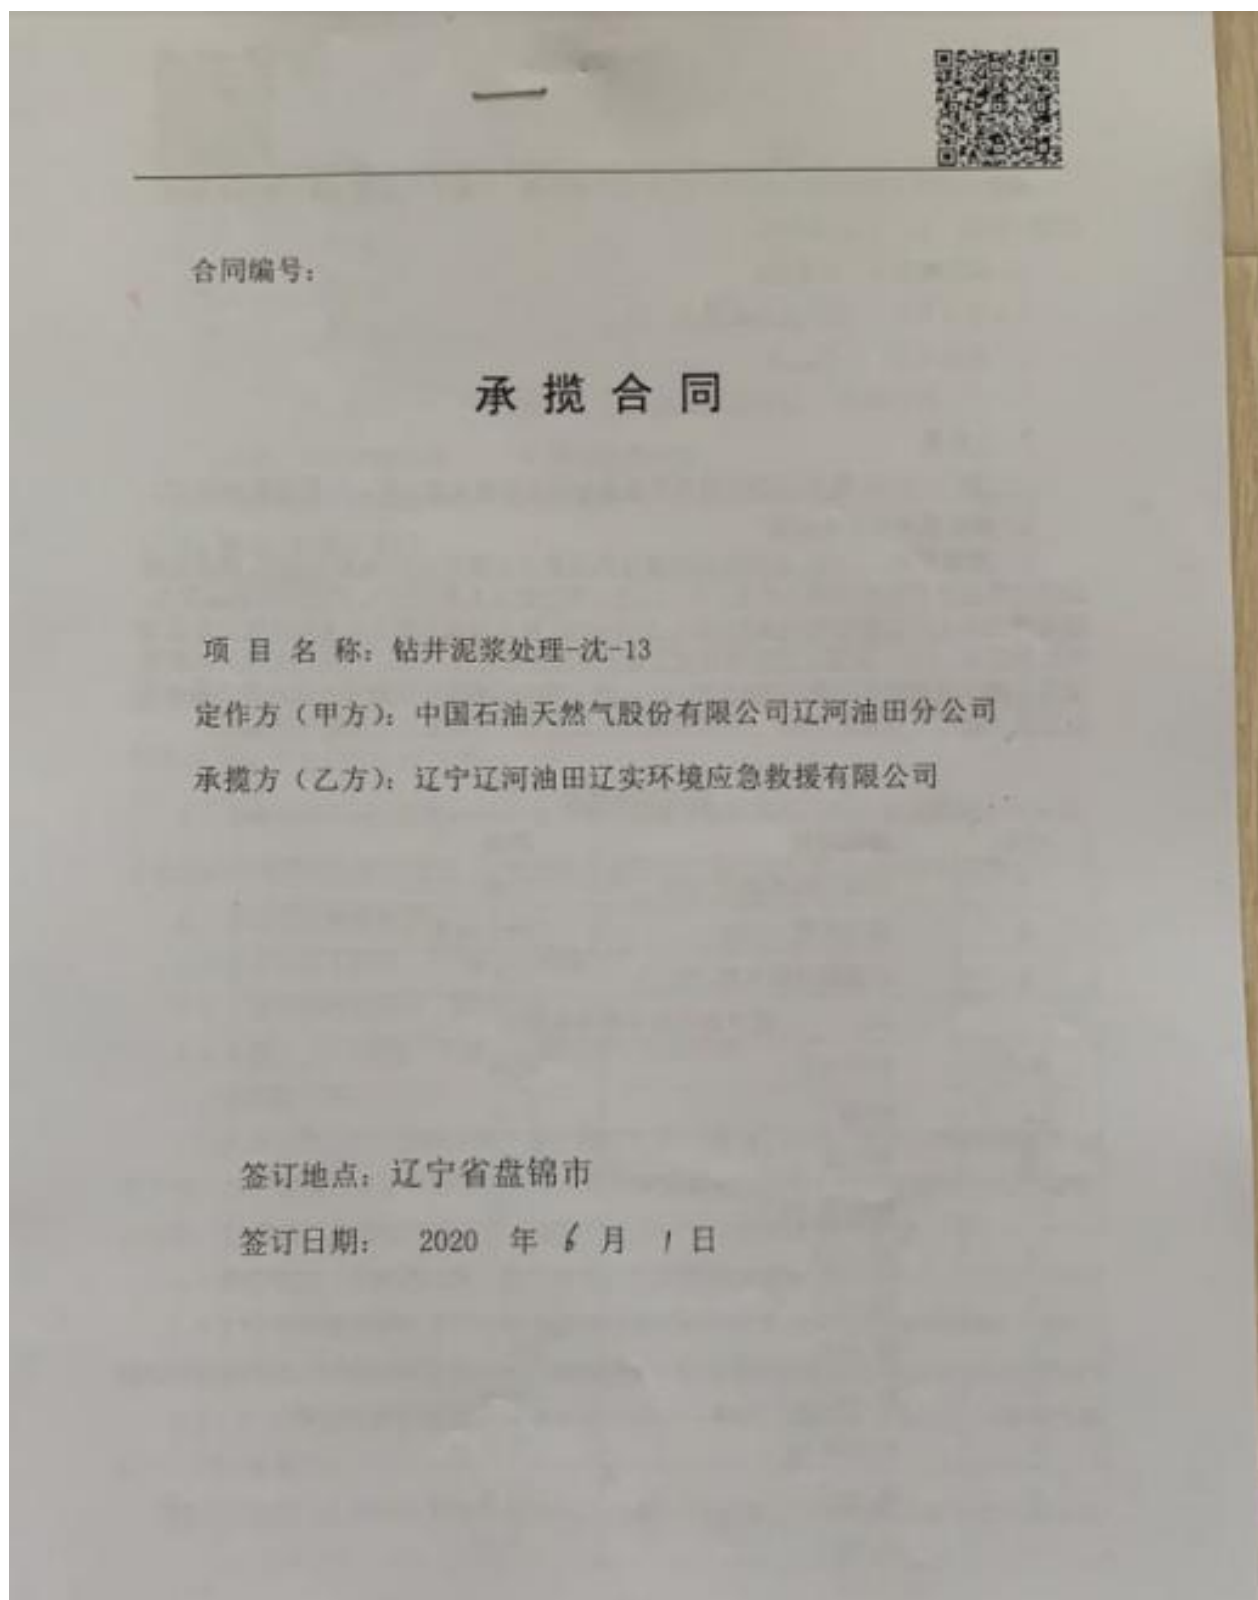 合同编号：
承揽合同
项目名称：钻井泥浆处理-沈-13
定作方（甲方）：中国石油天然气股份有限公司辽河油田分公司
承揽方（乙方）：辽宁辽河油田辽实环境应急救援有限公司
签订地点：辽宁省盘锦市
签订日期： 2020 年 6 月 1 日